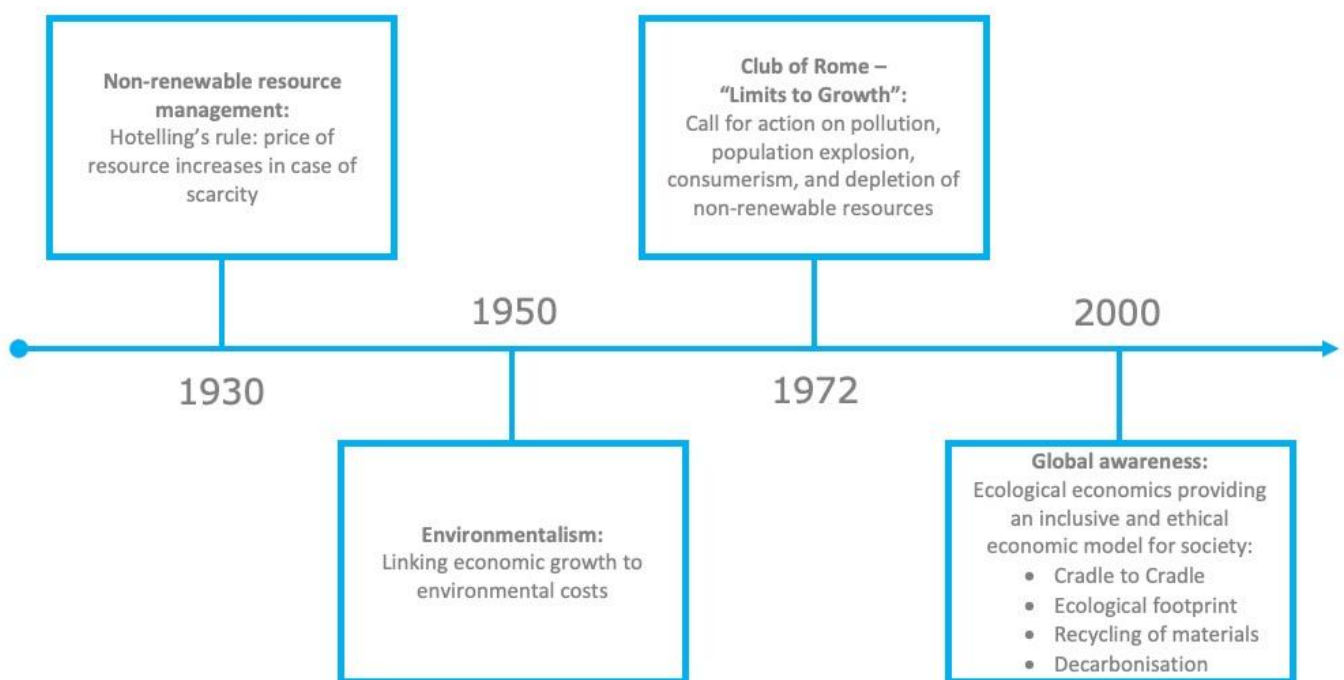 Non-renewable resource
management:
Hotelling’s rule: price of
resource increases in case of
scarcity
Club of Rome –
“Limits to Growth”:
Call for action on pollution,
population explosion,
consumerism, and depletion of
non-renewable resources
1950
2000
1930
1972
Environmentalism:
Linking economic growth to
environmental costs
Global awareness:
Ecological economics providing
an inclusive and ethical
economic model for society:
• Cradle to Cradle
• Ecological footprint
• Recycling of materials
• Decarbonisation